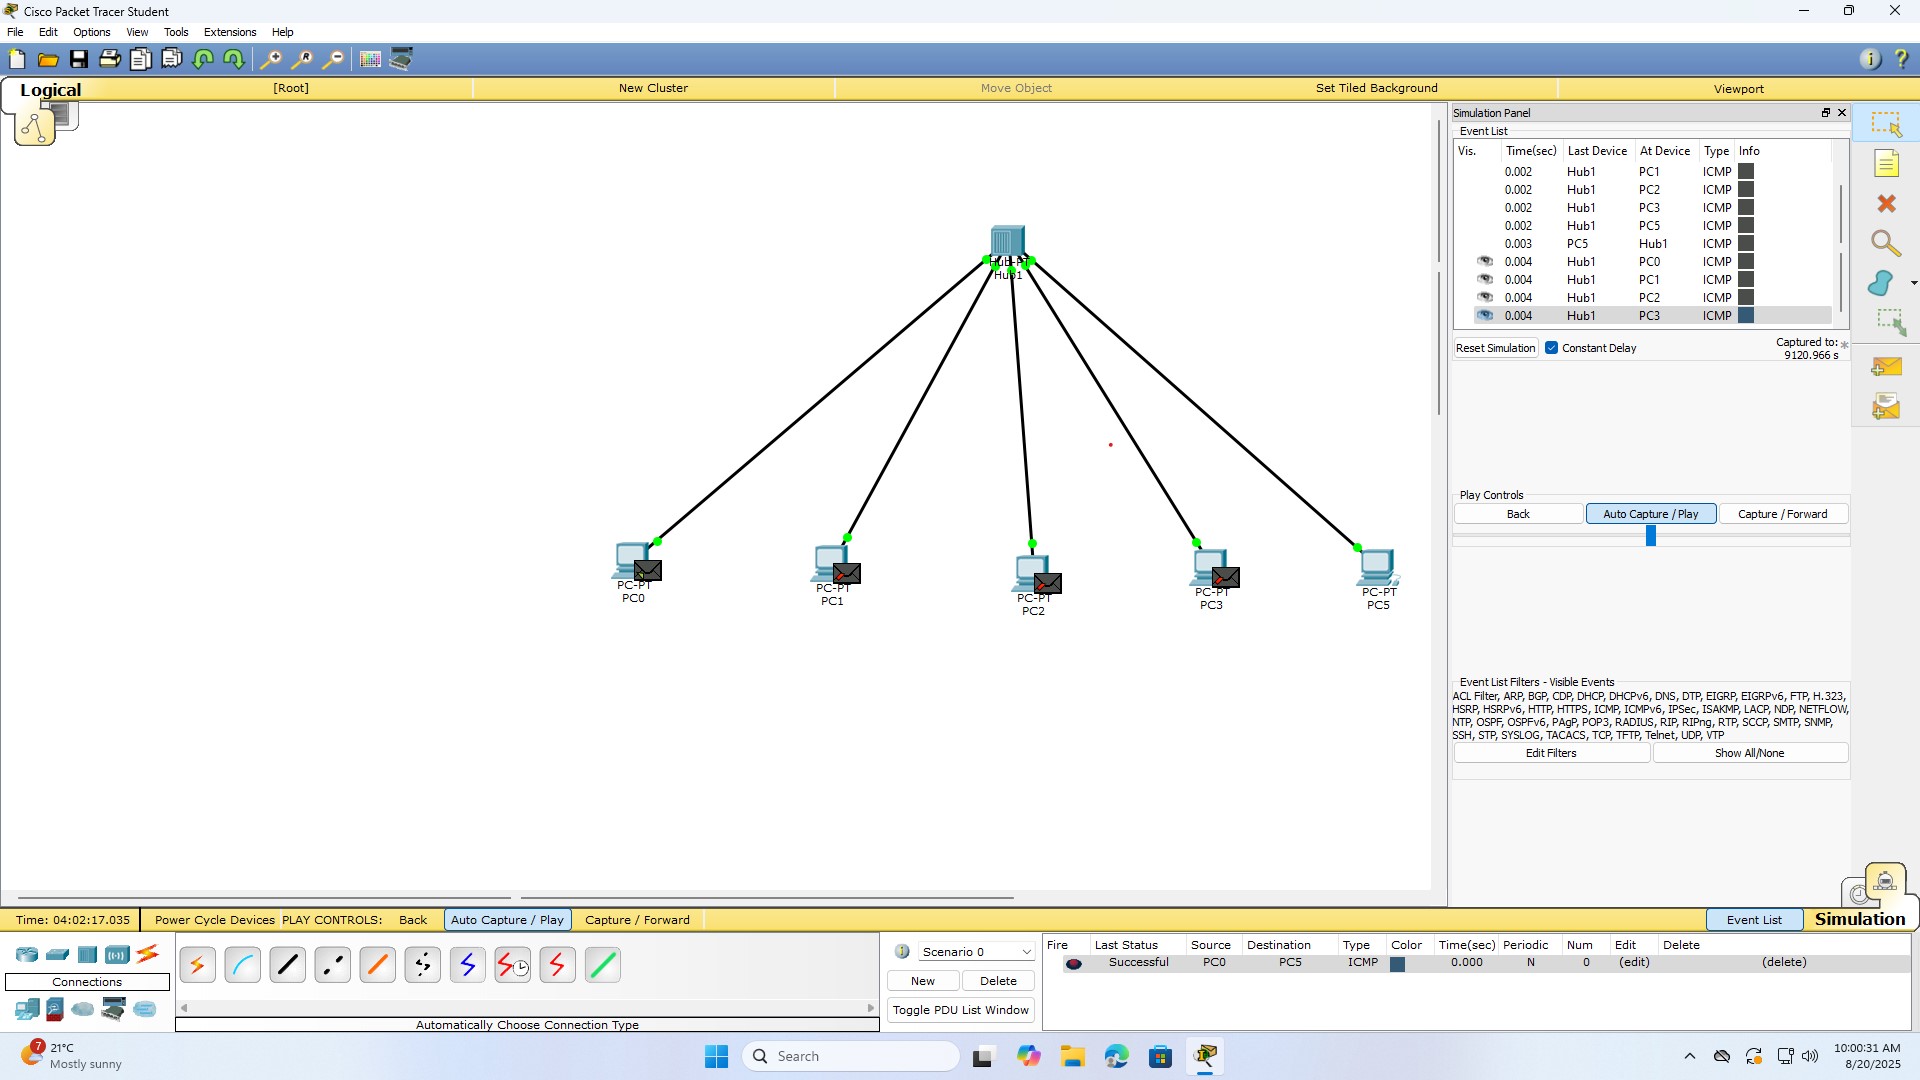 Cisco Packet Tracer Student
File Edit Options View Tools Extensions Help
Logical [Root] New Cluster Move Object Set Tiled Background Viewport
Simulation Panel
Event List
Vis. Time(sec) Last Device At Device Type Info
0.002 Hub1 PC1 ICMP
0.002 Hub1 PC2 ICMP
0.002 Hub1 PC3 ICMP
0.002 Hub1 PC5 ICMP
0.003 PC5 Hub1 ICMP
0.004 Hub1 PC0 ICMP
0.004 Hub1 PC1 ICMP
0.004 Hub1 PC2 ICMP
0.004 Hub1 PC3 ICMP
Reset Simulation Constant Delay Captured to: *
9120.966 s
Hub-PT
Hub1
Play Controls
Back Auto Capture / Play Capture / Forward
PC-PT
PC0
PC-PT
PC1
PC-PT
PC2
PC-PT
PC3
PC-PT
PC5
Event List Filters - Visible Events
ACL Filter, ARP, BGP, CDP, DHCP, DHCPv6, DNS, DTP, EIGRP, EIGRPv6, FTP, H.323,
HSRP, HSRPv6, HTTP, HTTPS, ICMP, ICMPv6, IPSec, ISAKMP, LACP, NDP, NETFLOW,
NTP, OSPF, OSPFv6, PAgP, POP3, RADIUS, RIP, RIPng, RTP, SCCP, SMTP, SNMP,
SSH, STP, SYSLOG, TACACS, TCP, TFTP, Telnet, UDP, VTP
Edit Filters Show All/None
Time: 04:02:17.035 Power Cycle Devices PLAY CONTROLS: Back Auto Capture / Play Capture / Forward Event List Simulation
Connections
Automatically Choose Connection Type
Scenario 0
New Delete
Toggle PDU List Window
Fire Last Status Source Destination Type Color Time(sec) Periodic Num Edit Delete
Successful PC0 PC5 ICMP 0.000 N 0 (edit) (delete)
7
21°C
Mostly sunny
Search
10:00:31 AM
8/20/2025